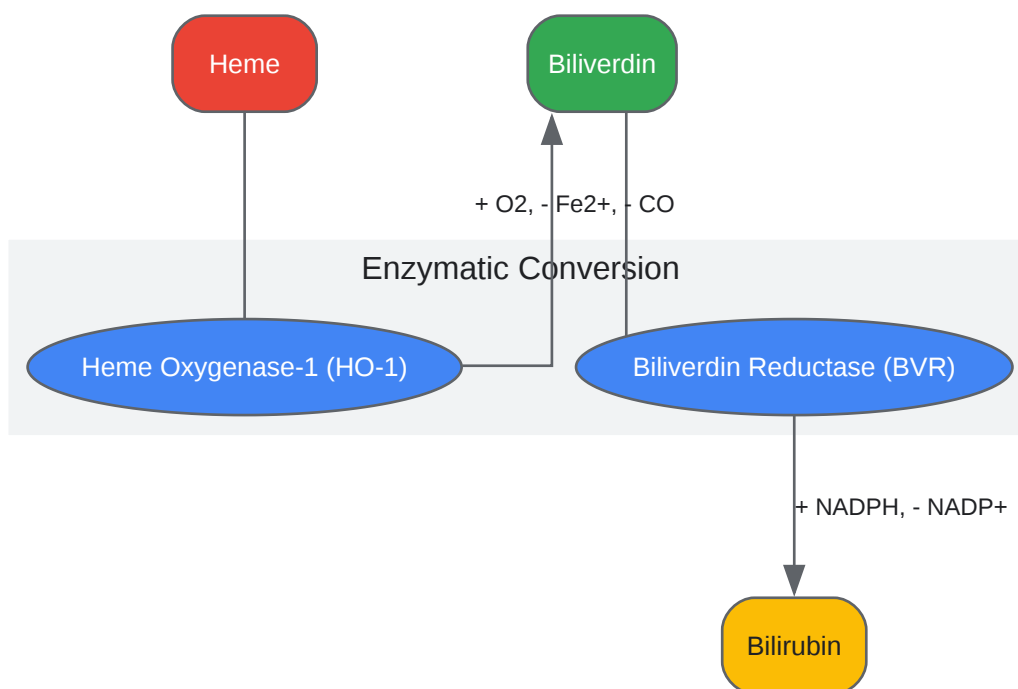 Heme
Biliverdin
+ O2, - Fe2+, - CO
Enzymatic Conversion
Heme Oxygenase-1 (HO-1)
Biliverdin Reductase (BVR)
+ NADPH, - NADP+
Bilirubin